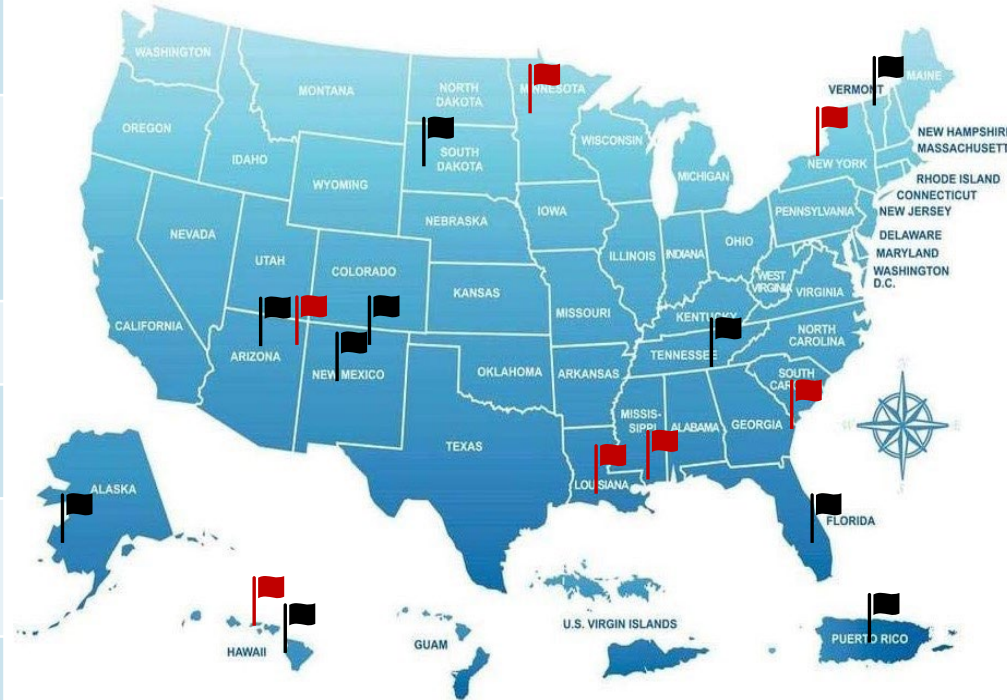 WASHINGTON
MONTANA
NORTH
DAKOTA
MINNESOTA
VERMONT
MAINE
OREGON
IDAHO
SOUTH
DAKOTA
WISCONSIN
NEW HAMPSHIRE
MASSACHUSETT
WYOMING
MICHIGAN
NEW YORK
RHODE ISLAND
CONNECTICUT
NEW JERSEY
NEBRASKA
IOWA
PENNSYLVANIA
NEVADA
UTAH
COLORADO
ILLINOIS
INDIANA
OHIO
DELAWARE
MARYLAND
WASHINGTON
D.C.
WEST
VIRGINIA
VIRGINIA
KANSAS
MISSOURI
KENTUCKY
CALIFORNIA
ARIZONA
NEW MEXICO
OKLAHOMA
ARKANSAS
TENNESSEE
NORTH
CAROLINA
SOUTH
CAROLINA
TEXAS
MISSIS-
SIPPI
ALABAMA
GEORGIA
LOUISIANA
N
W
E
S
ALASKA
FLORIDA
HAWAII
GUAM
U.S. VIRGIN ISLANDS
PUERTO RICO